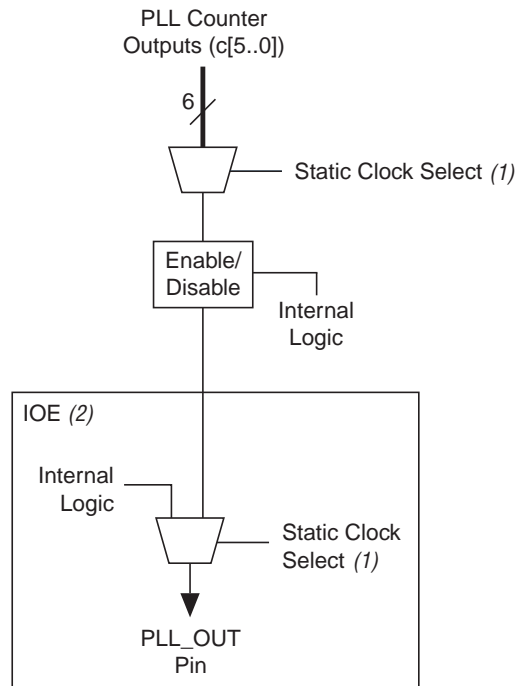 PLL Counter
Outputs (c[5..0])
6
Static Clock Select (1)
Enable/
Disable
Internal
Logic
IOE (2)
Internal
Logic
Static Clock
Select (1)
PLL_OUT
Pin